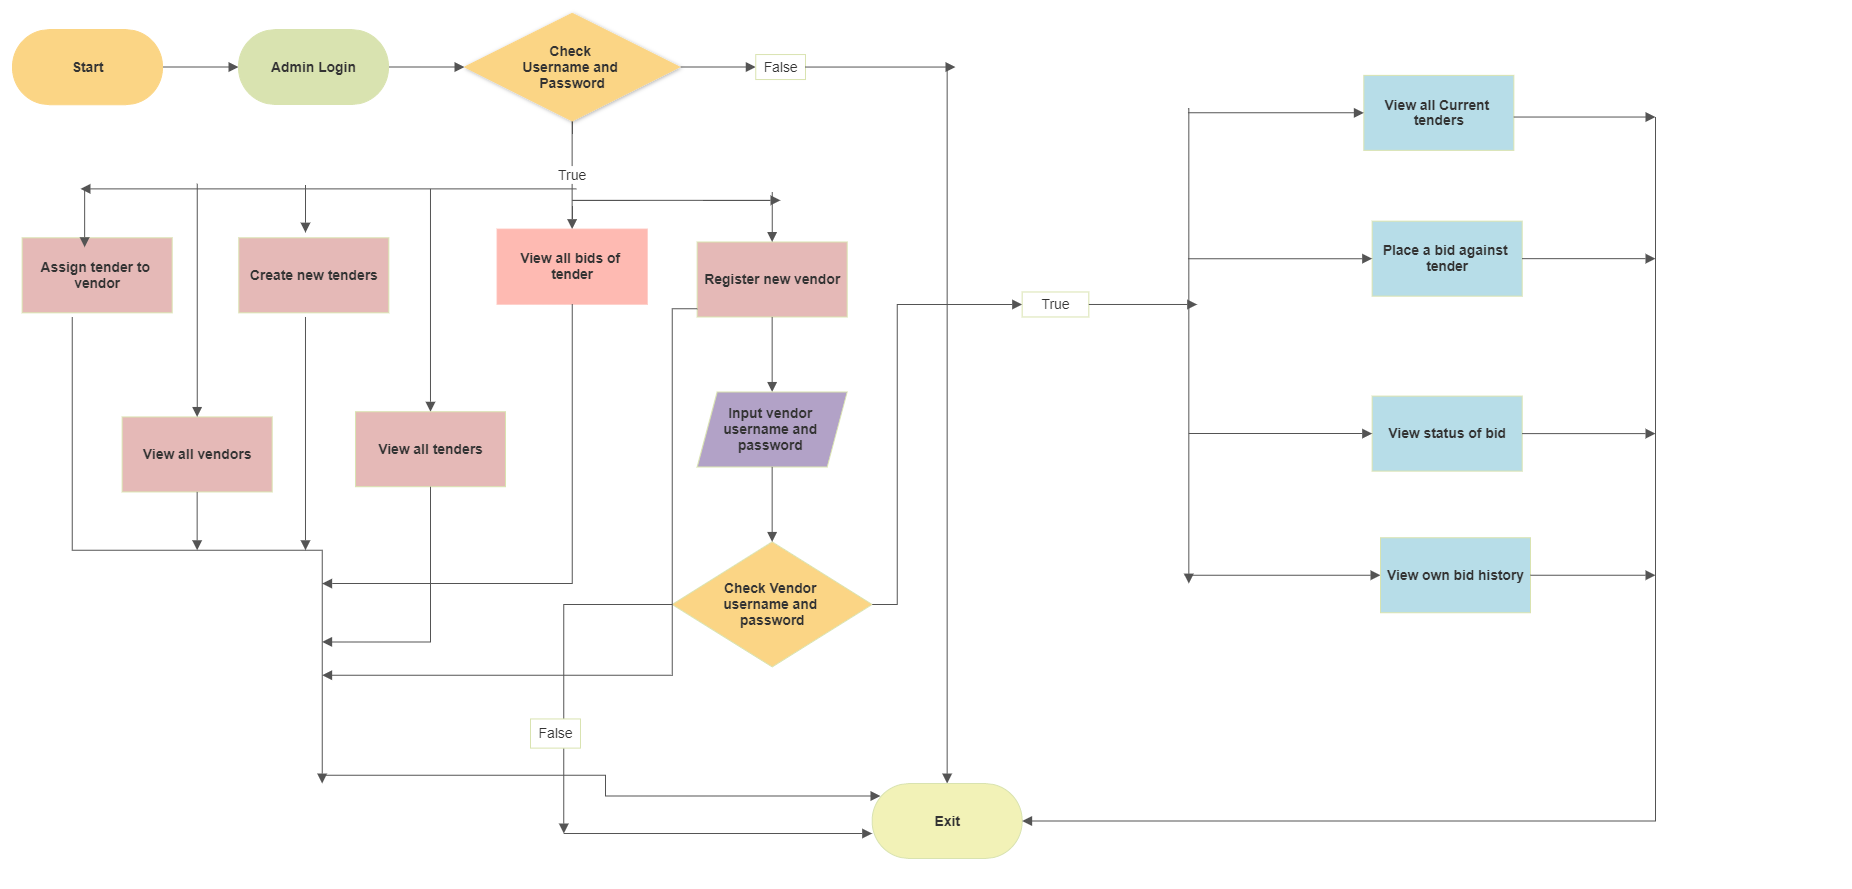 Start
Admin Login
Check
Username and
Password
False
True
Assign tender to
vendor
Create new tenders
View all bids of
tender
Register new vendor
View all vendors
View all tenders
Input vendor
username and
password
Check Vendor
username and
password
False
True
View all Current
tenders
Place a bid against
tender
View status of bid
View own bid history
Exit